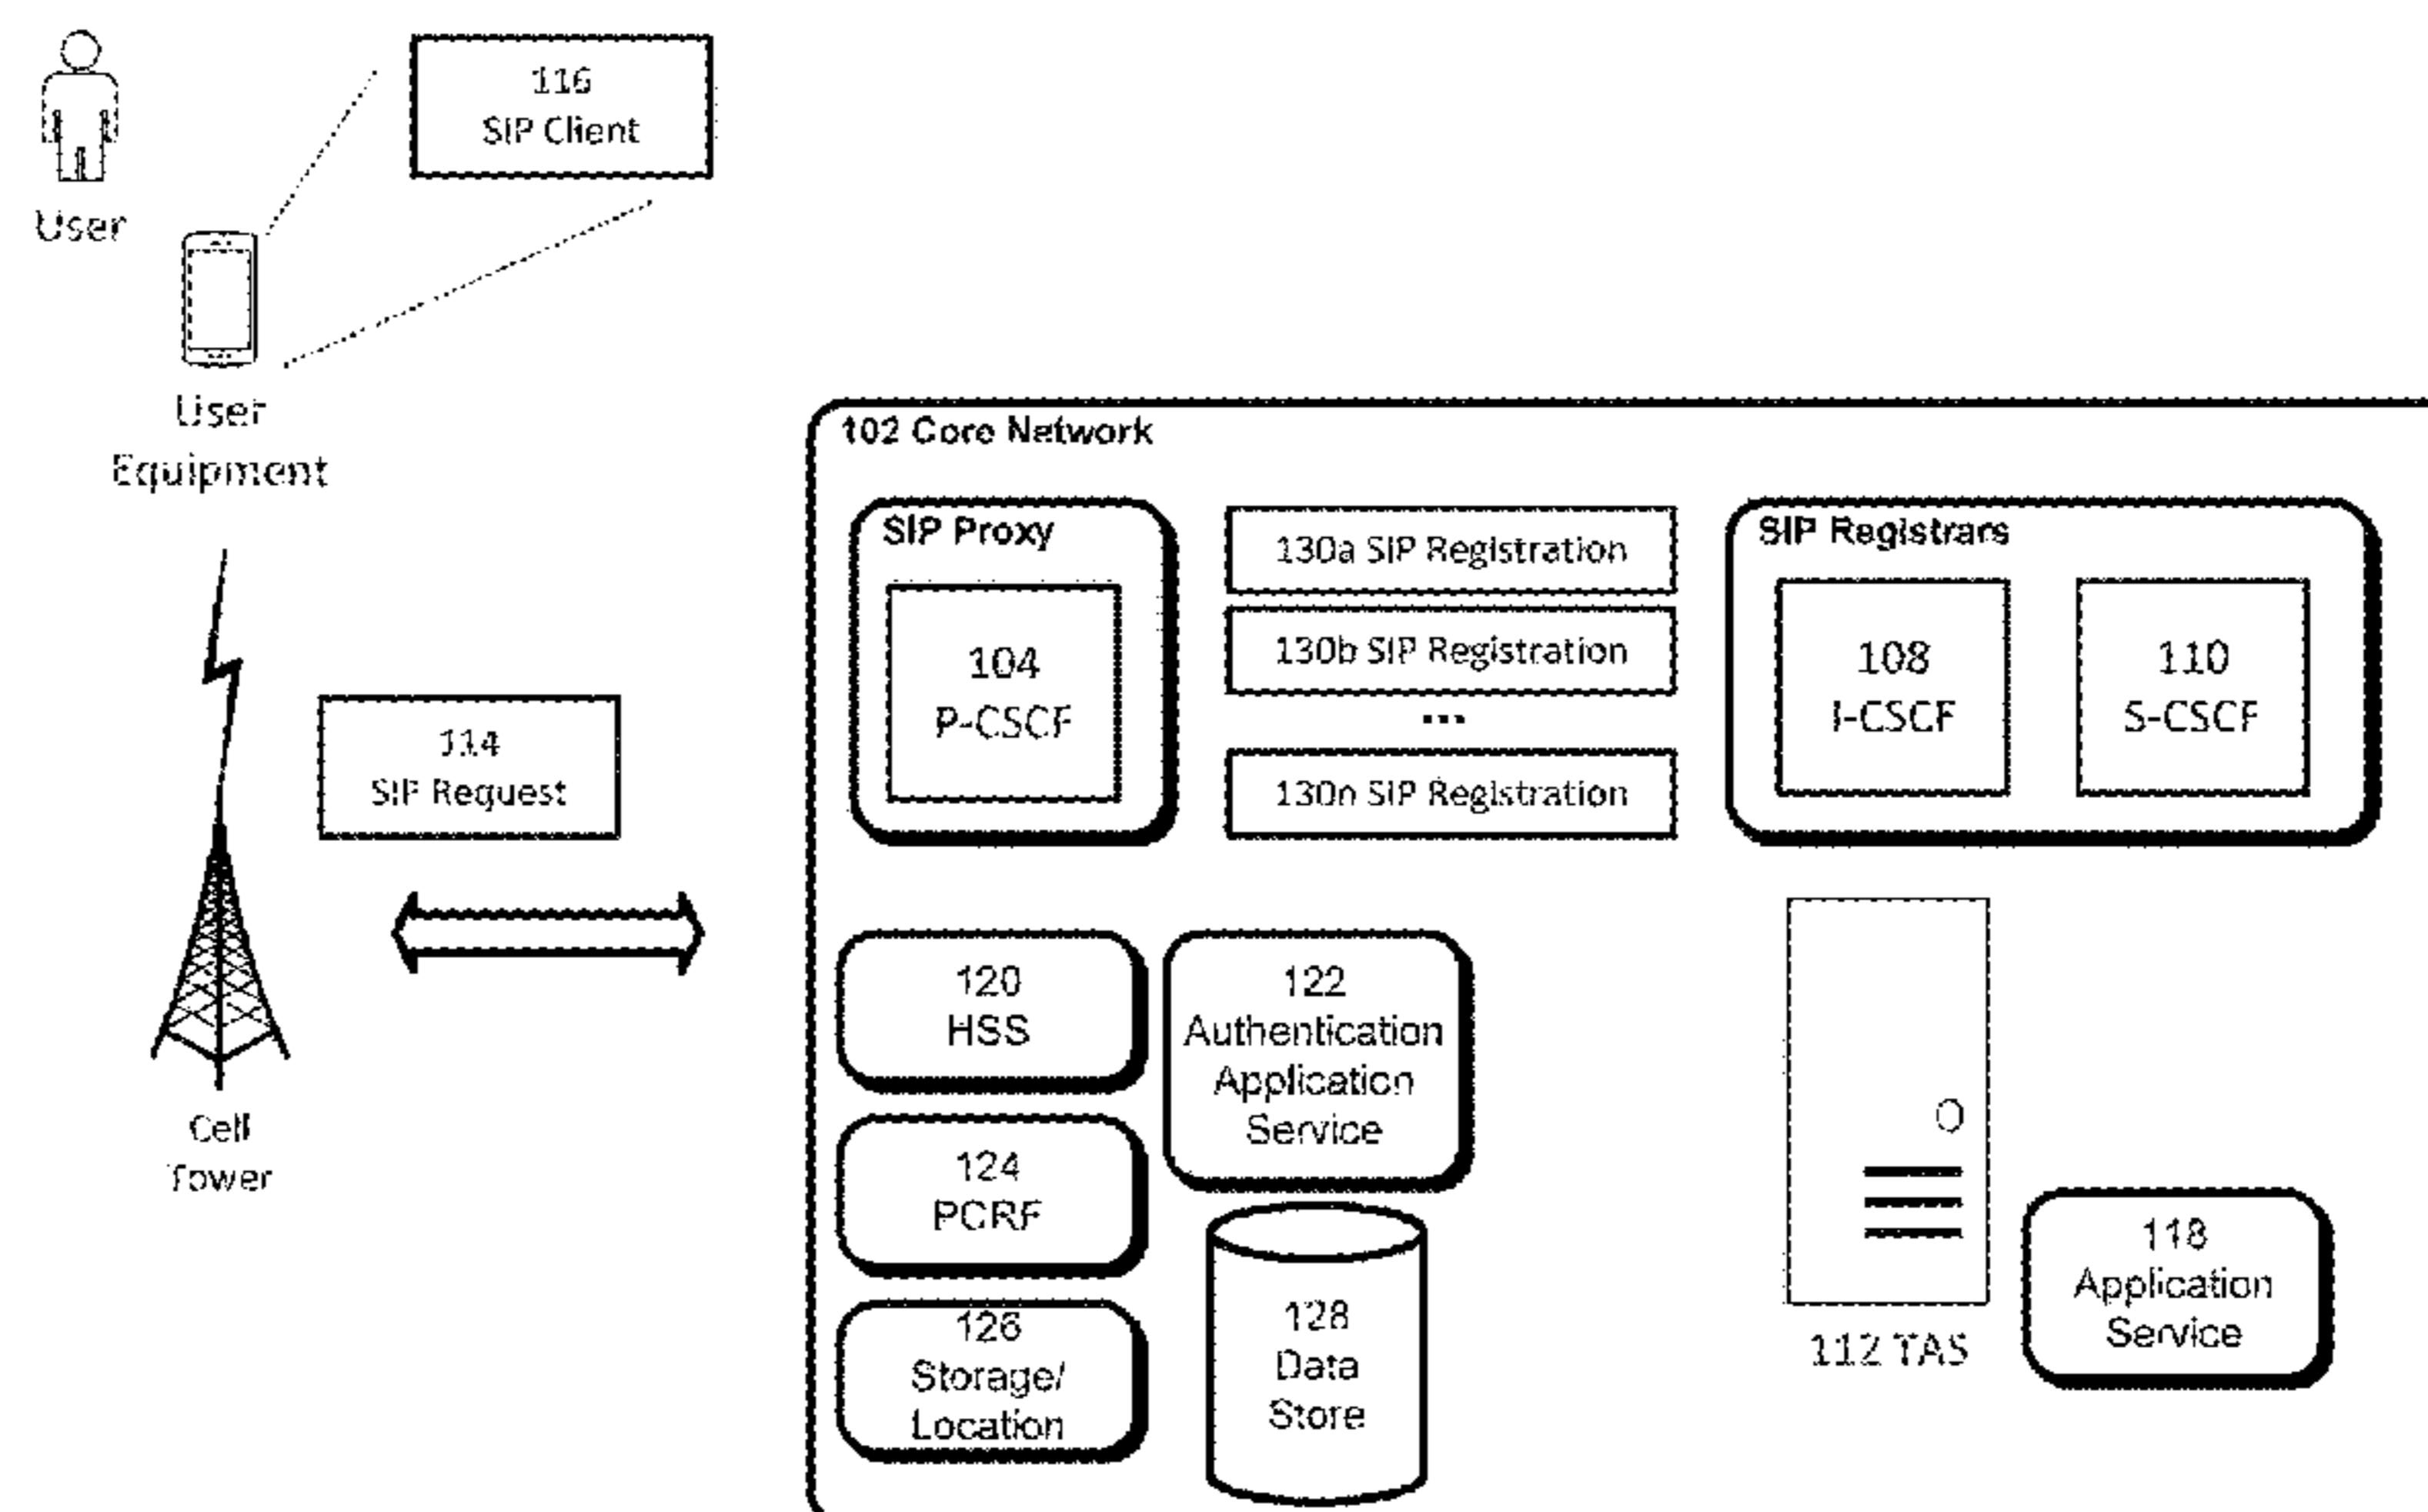 116
SIP Client
User
User
Equipment
102 Core Network
SIP Proxy
104
P-CSCF
130a SIP Registration
130b SIP Registration
...
130n SIP Registration
SIP Registrars
108
I-CSCF
110
S-CSCF
114
SIP Request
Cell
Tower
120
HSS
122
Authentication
Application
Service
124
PCRF
126
Storage/
Location
128
Data
Store
112 TAS
118
Application
Service